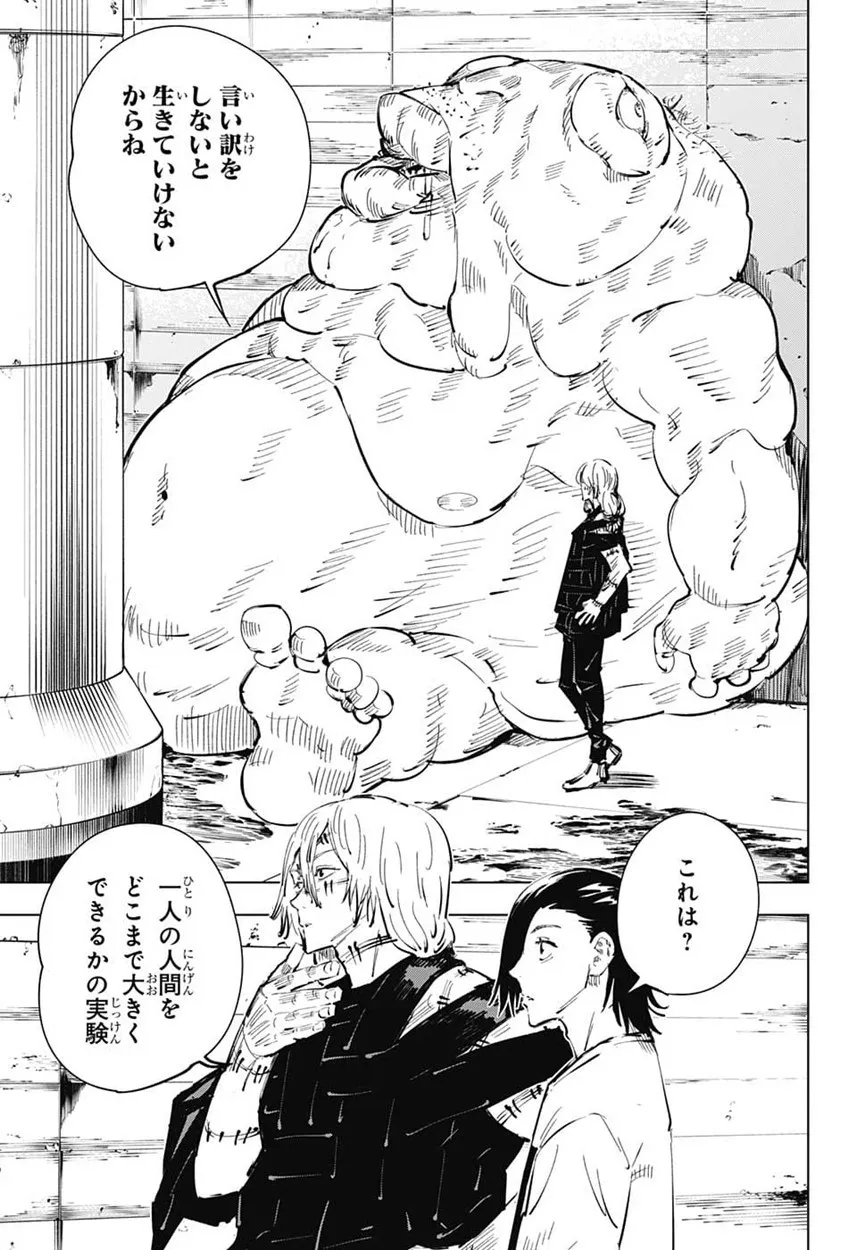 言い訳を
しないと
生きていけない
からね
これは？
一人の人間を
どこまで大きく
できるかの実験